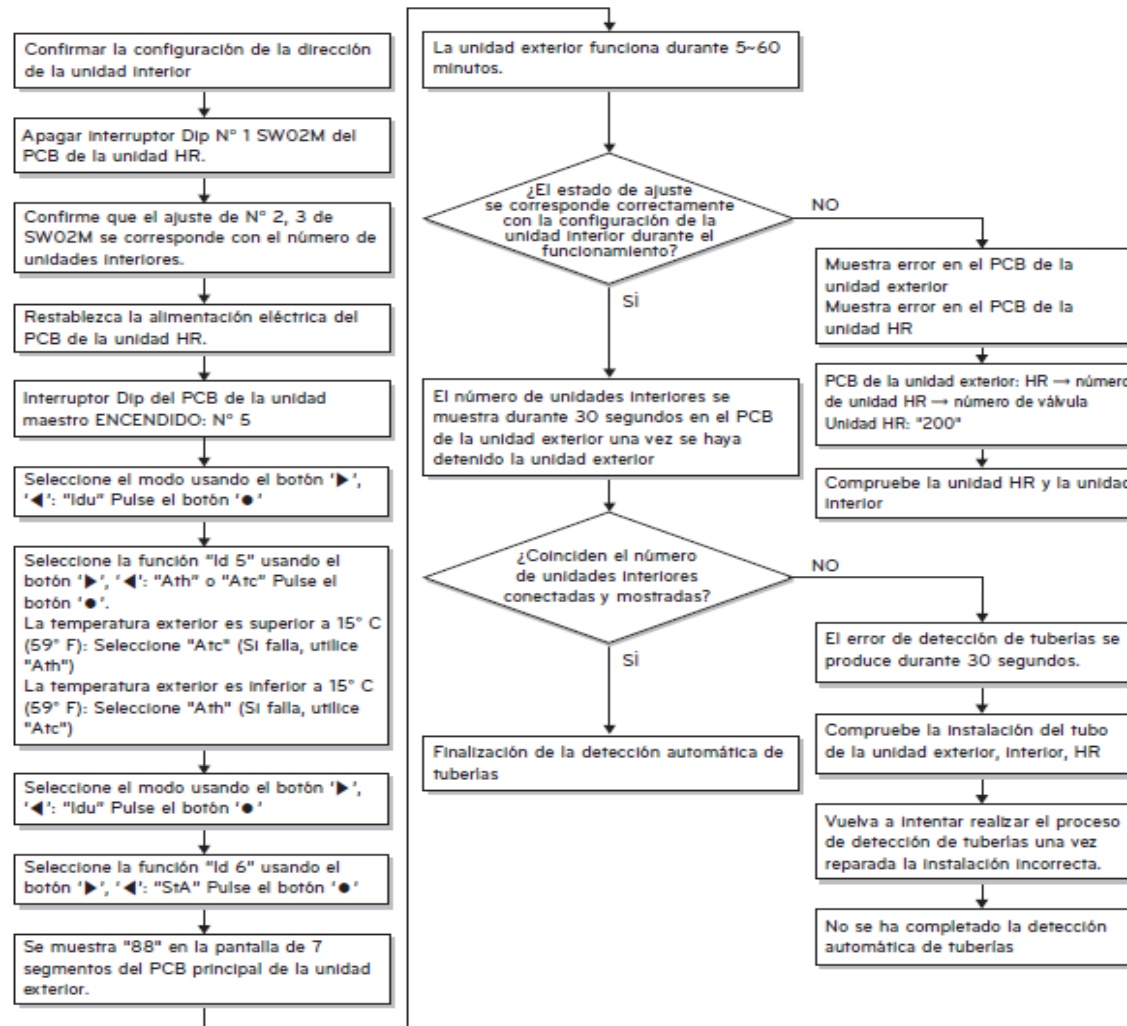 Confirmar la configuración de la dirección
de la unidad interior
Apagar interruptor Dip N° 1 SW02M del
PCB de la unidad HR.
Confirme que el ajuste de N° 2, 3 de
SW02M se corresponde con el número de
unidades interiores.
Restablezca la alimentación eléctrica del
PCB de la unidad HR.
Interruptor Dip del PCB de la unidad
maestro ENCENDIDO: N° 5
Seleccione el modo usando el botón '▶',
'◀': "Idu" Pulse el botón '●'
Seleccione la función "Id 5" usando el
botón '▶', '◀': "Ath" o "Atc" Pulse el
botón '●'.
La temperatura exterior es superior a 15° C
(59° F): Seleccione "Atc" (Si falla, utilice
"Ath")
La temperatura exterior es inferior a 15° C
(59° F): Seleccione "Ath" (Si falla, utilice
"Atc")
Seleccione el modo usando el botón '▶',
'◀': "Idu" Pulse el botón '●'
Seleccione la función "Id 6" usando el
botón '▶', '◀': "StA" Pulse el botón '●'
Se muestra "88" en la pantalla de 7
segmentos del PCB principal de la unidad
exterior.
La unidad exterior funciona durante 5~60
minutos.
¿El estado de ajuste
se corresponde correctamente
con la configuración de la
unidad interior durante el
funcionamiento?
NO
SÍ
Muestra error en el PCB de la
unidad exterior
Muestra error en el PCB de la
unidad HR
PCB de la unidad exterior: HR → número
de unidad HR → número de válvula
Unidad HR: "200"
Compruebe la unidad HR y la unidad
interior
El número de unidades interiores se
muestra durante 30 segundos en el PCB
de la unidad exterior una vez se haya
detenido la unidad exterior
¿Coinciden el número
de unidades interiores
conectadas y mostradas?
NO
SÍ
El error de detección de tuberías se
produce durante 30 segundos.
Compruebe la instalación del tubo
de la unidad exterior, interior, HR
Vuelva a intentar realizar el proceso
de detección de tuberías una vez
reparada la instalación incorrecta.
No se ha completado la detección
automática de tuberías
Finalización de la detección automática de
tuberías